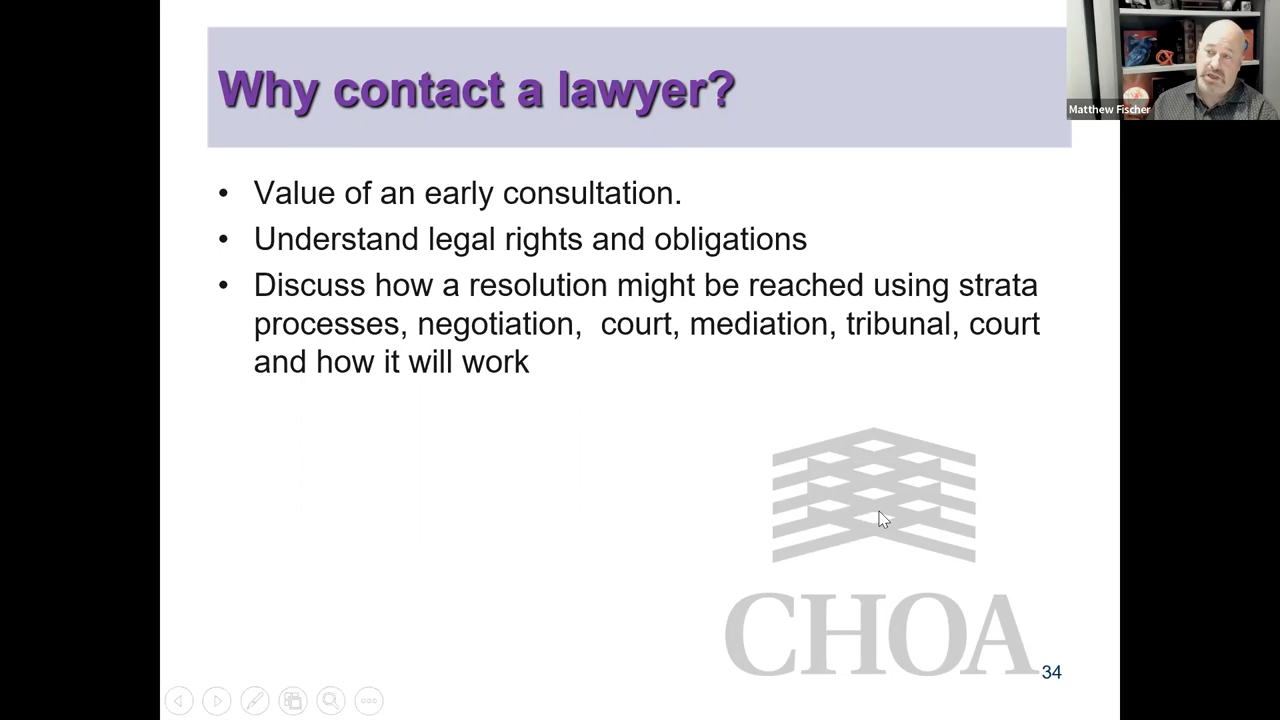 Why contact a lawyer?
Matthew Fischer
• Value of an early consultation.
• Understand legal rights and obligations
• Discuss how a resolution might be reached using strata
processes, negotiation,  court, mediation, tribunal, court
and how it will work
CHOA
34